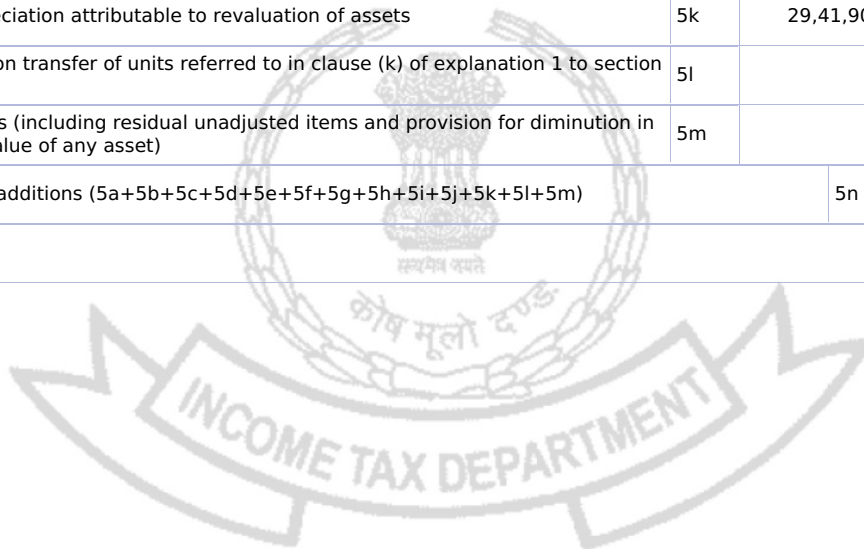 ciation attributable to revaluation of assets 5k 29,41,90
on transfer of units referred to in clause (k) of explanation 1 to section 5l
s (including residual unadjusted items and provision for diminution in
alue of any asset) 5m
additions (5a+5b+5c+5d+5e+5f+5g+5h+5i+5j+5k+5l+5m) 5n
सत्यमेव जयते
कोष मूलो दण्ड:
INCOME TAX DEPARTMENT